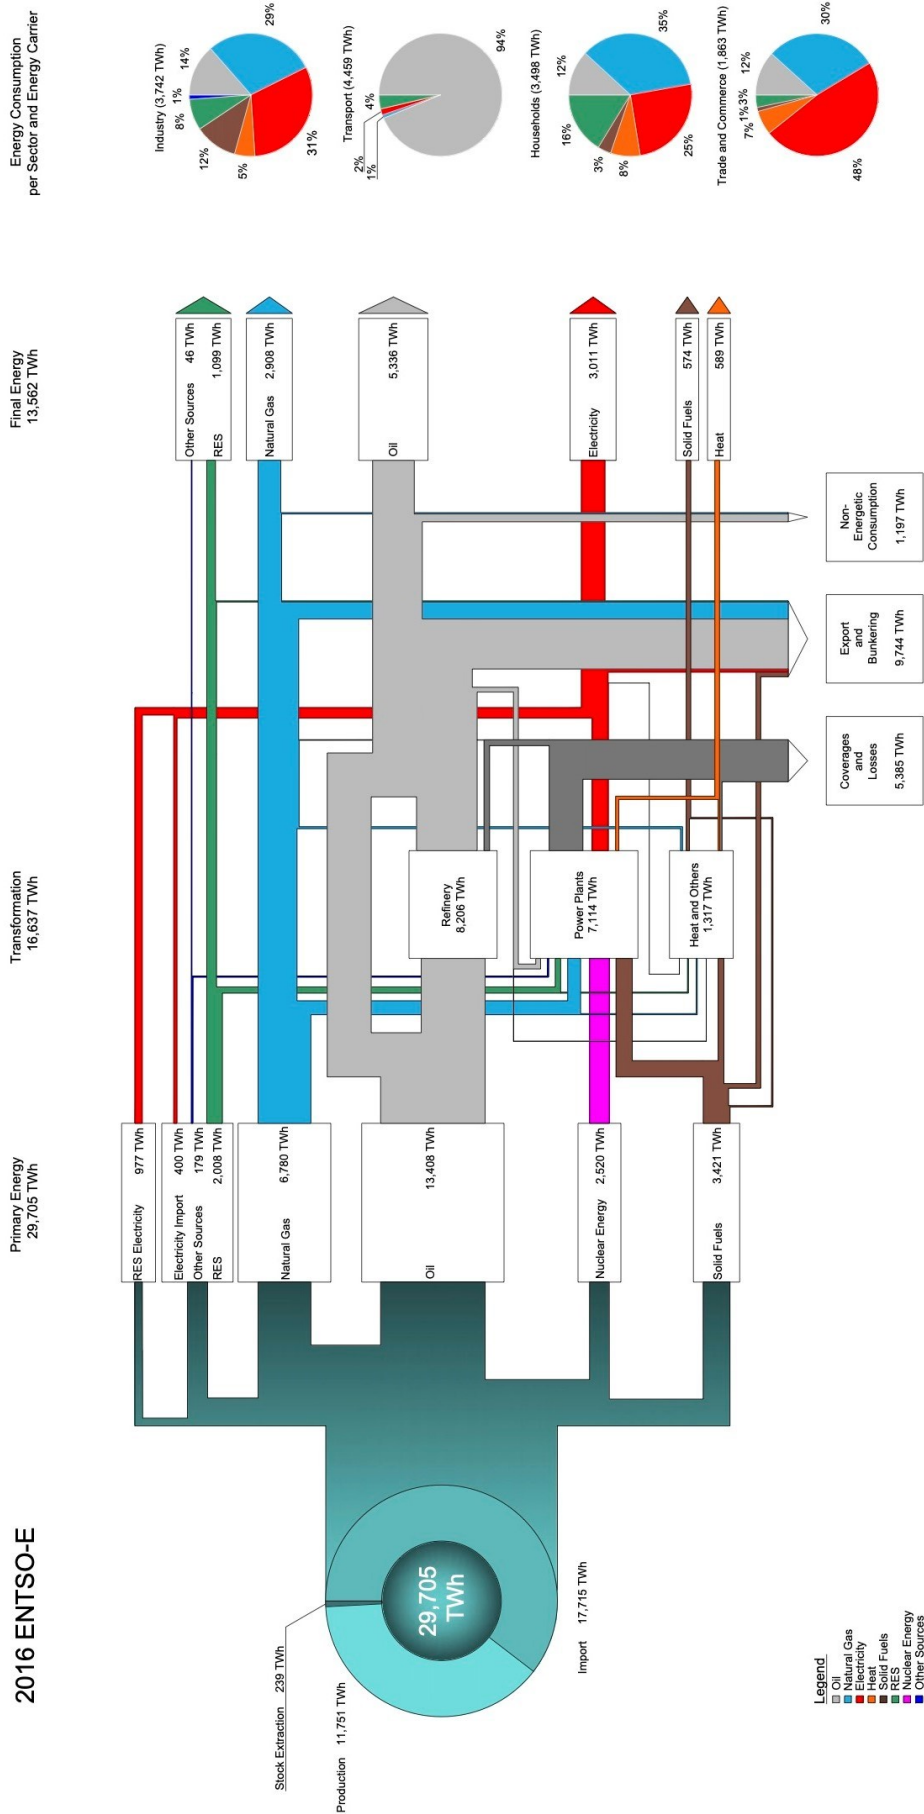 2016 ENTSO-E
Primary Energy
29,705 TWh
Transformation
16,637 TWh
Final Energy
13,562 TWh
Energy Consumption
per Sector and Energy Carrier
Stock Extraction 239 TWh
Production 11,751 TWh
29,705
TWh
Import 17,715 TWh
RES Electricity 977 TWh
Electricity Import 400 TWh
Other Sources 179 TWh
RES 2,008 TWh
Natural Gas 6,780 TWh
Oil 13,408 TWh
Nuclear Energy 2,520 TWh
Solid Fuels 3,421 TWh
Refinery
8,206 TWh
Power Plants
7,114 TWh
Heat and Others
1,317 TWh
Coverages
and
Losses
5,385 TWh
Export
and
Bunkering
9,744 TWh
Non-
Energetic
Consumption
1,197 TWh
Other Sources 46 TWh
RES 1,099 TWh
Natural Gas 2,908 TWh
Oil 5,336 TWh
Electricity 3,011 TWh
Solid Fuels 574 TWh
Heat 589 TWh
Industry (3,742 TWh)
14%
29%
1%
8%
12%
5%
31%
Transport (4,459 TWh)
94%
4%
2%
1%
Households (3,498 TWh)
12%
35%
16%
3%
8%
25%
Trade and Commerce (1,863 TWh)
12%
30%
3%
1%
7%
48%
Legend
Oil
Natural Gas
Electricity
Heat
Solid Fuels
RES
Nuclear Energy
Other Sources